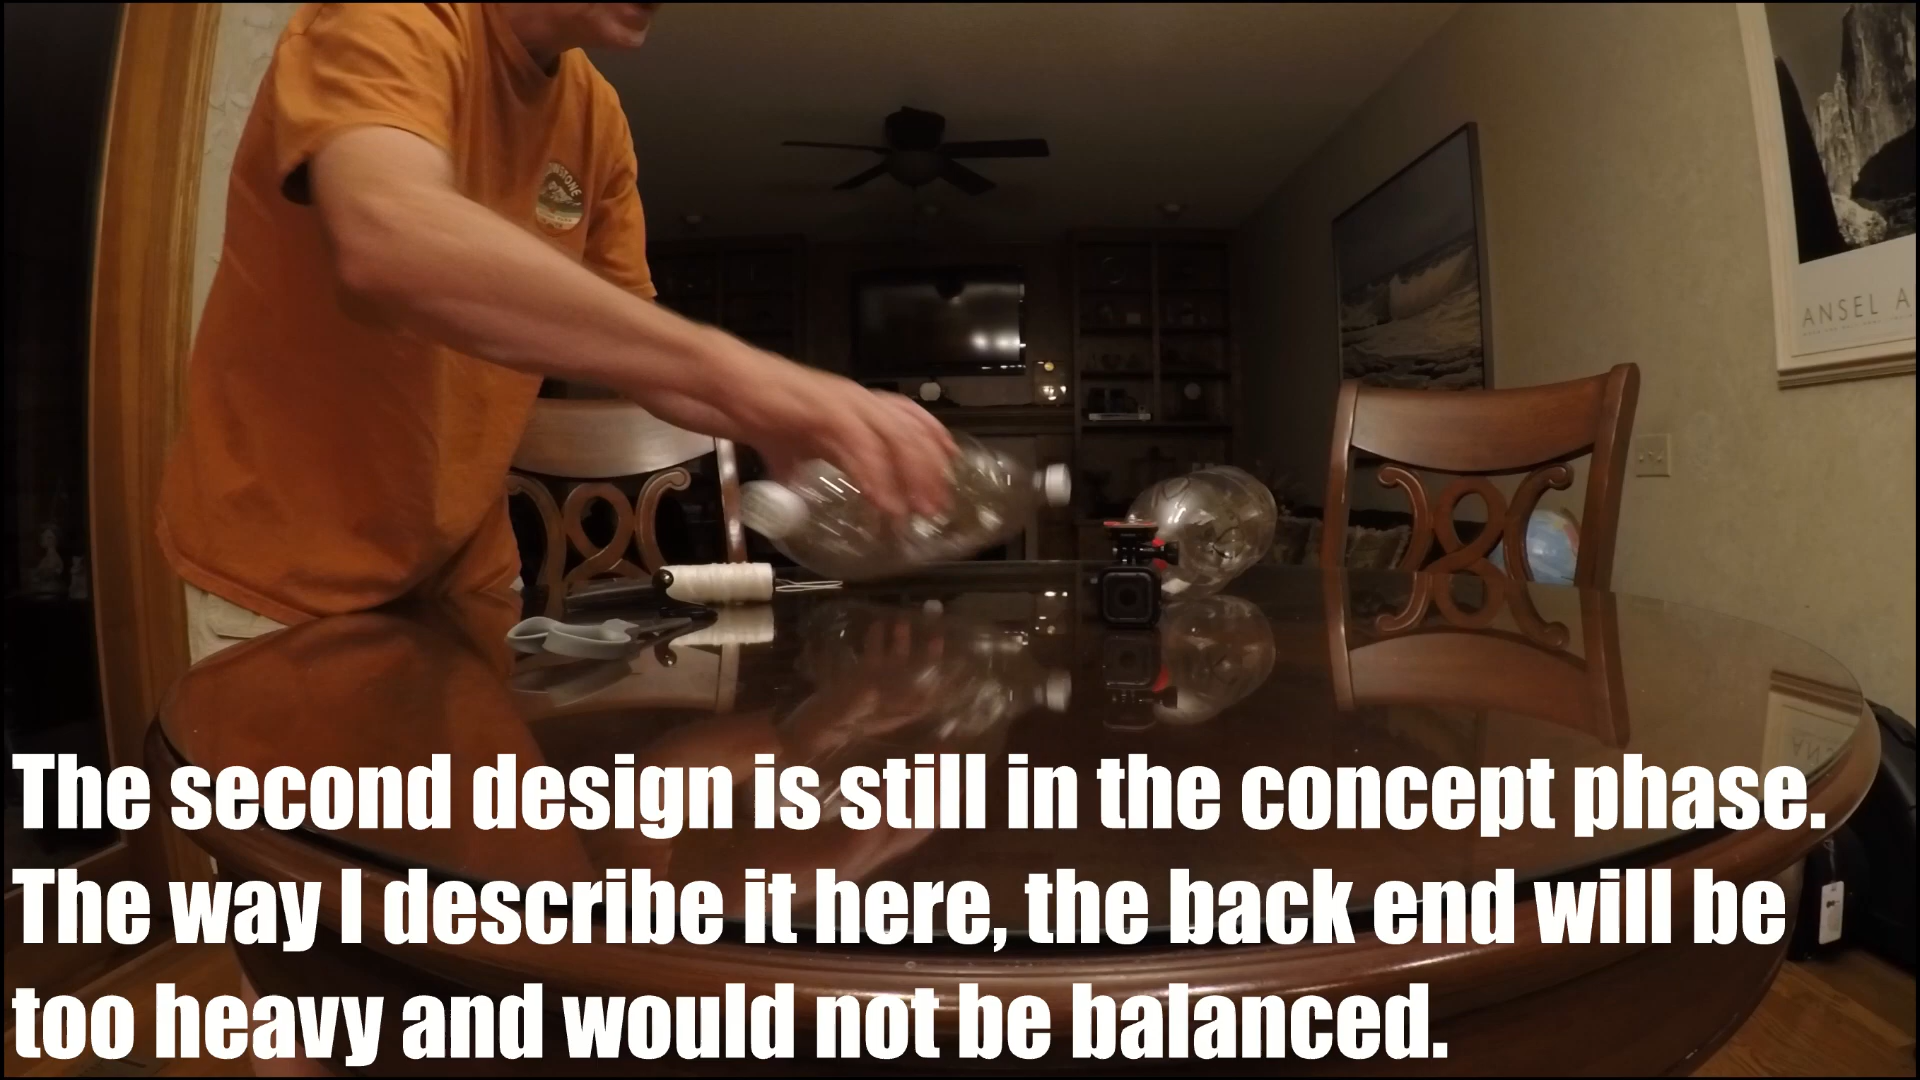 ANSEL A
The second design is still in the concept phase.
The way I describe it here, the back end will be
too heavy and would not be balanced.